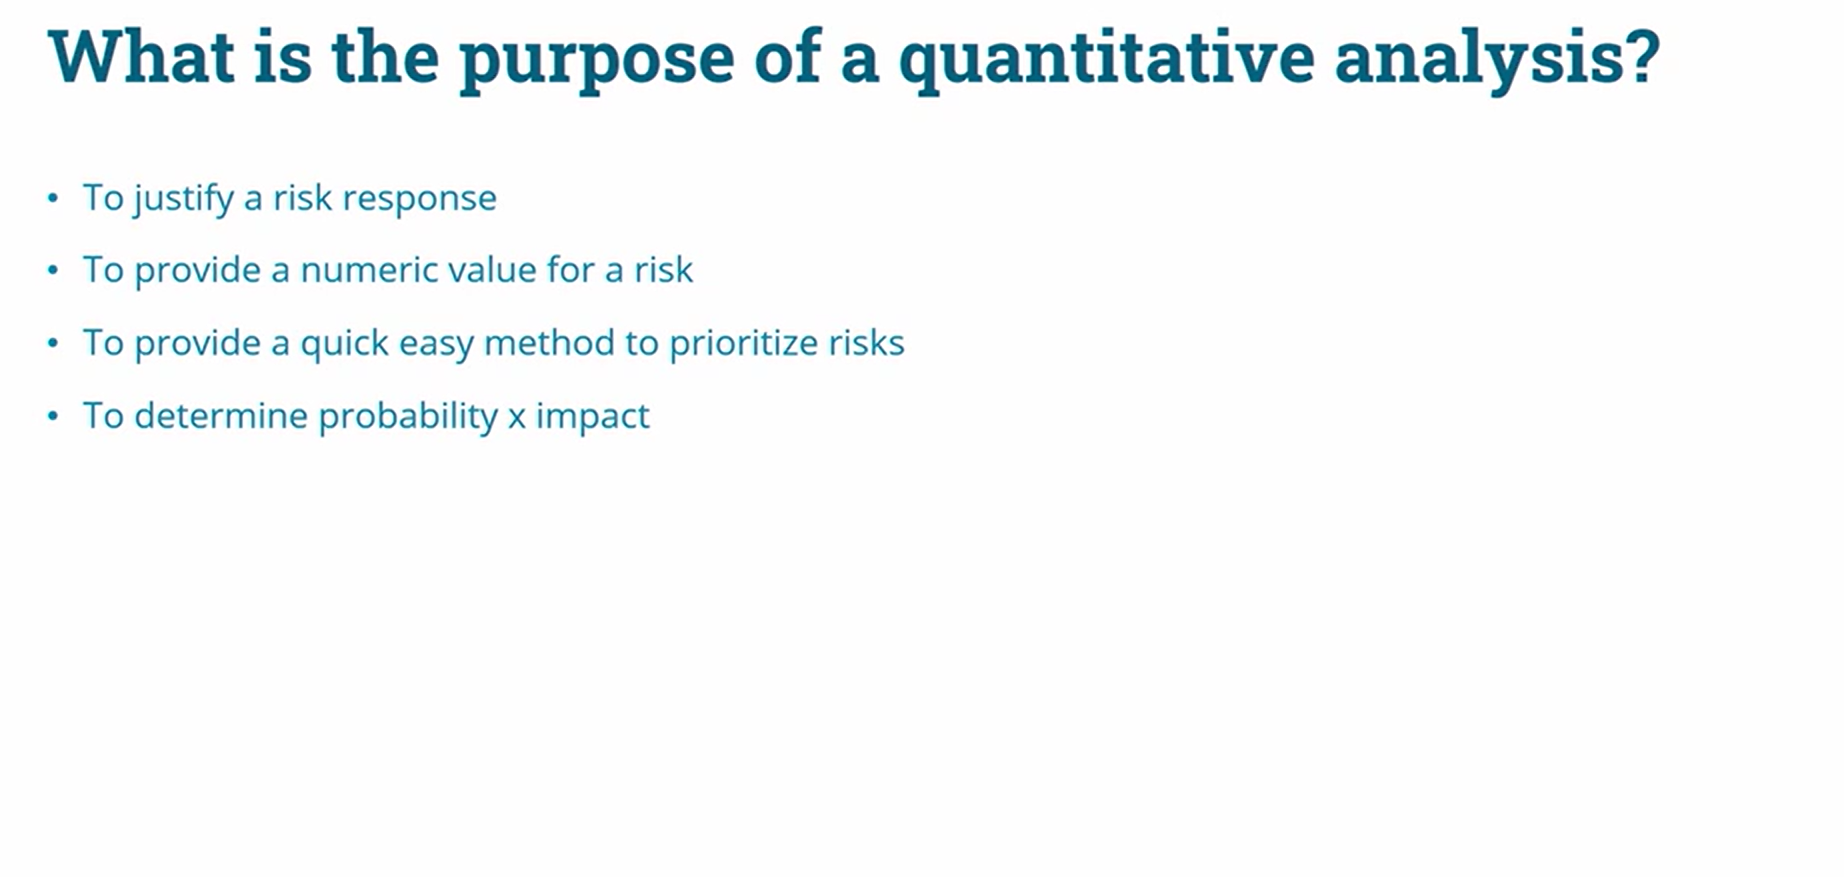 What is the purpose of a quantitative analysis?
• To justify a risk response
• To provide a numeric value for a risk
• To provide a quick easy method to prioritize risks
• To determine probability x impact